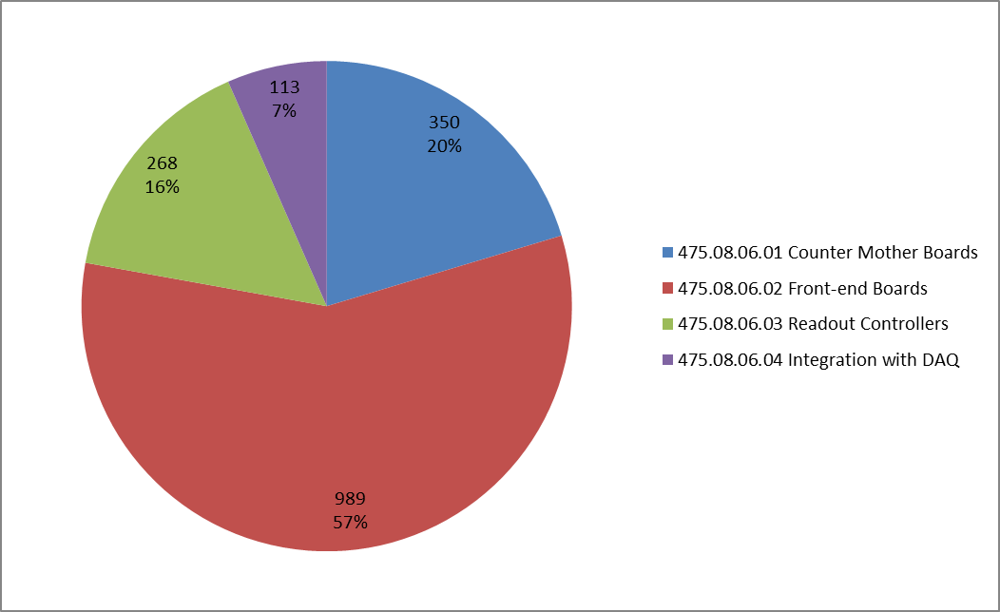 113
7%
350
20%
268
16%
989
57%
475.08.06.01 Counter Mother Boards
475.08.06.02 Front-end Boards
475.08.06.03 Readout Controllers
475.08.06.04 Integration with DAQ